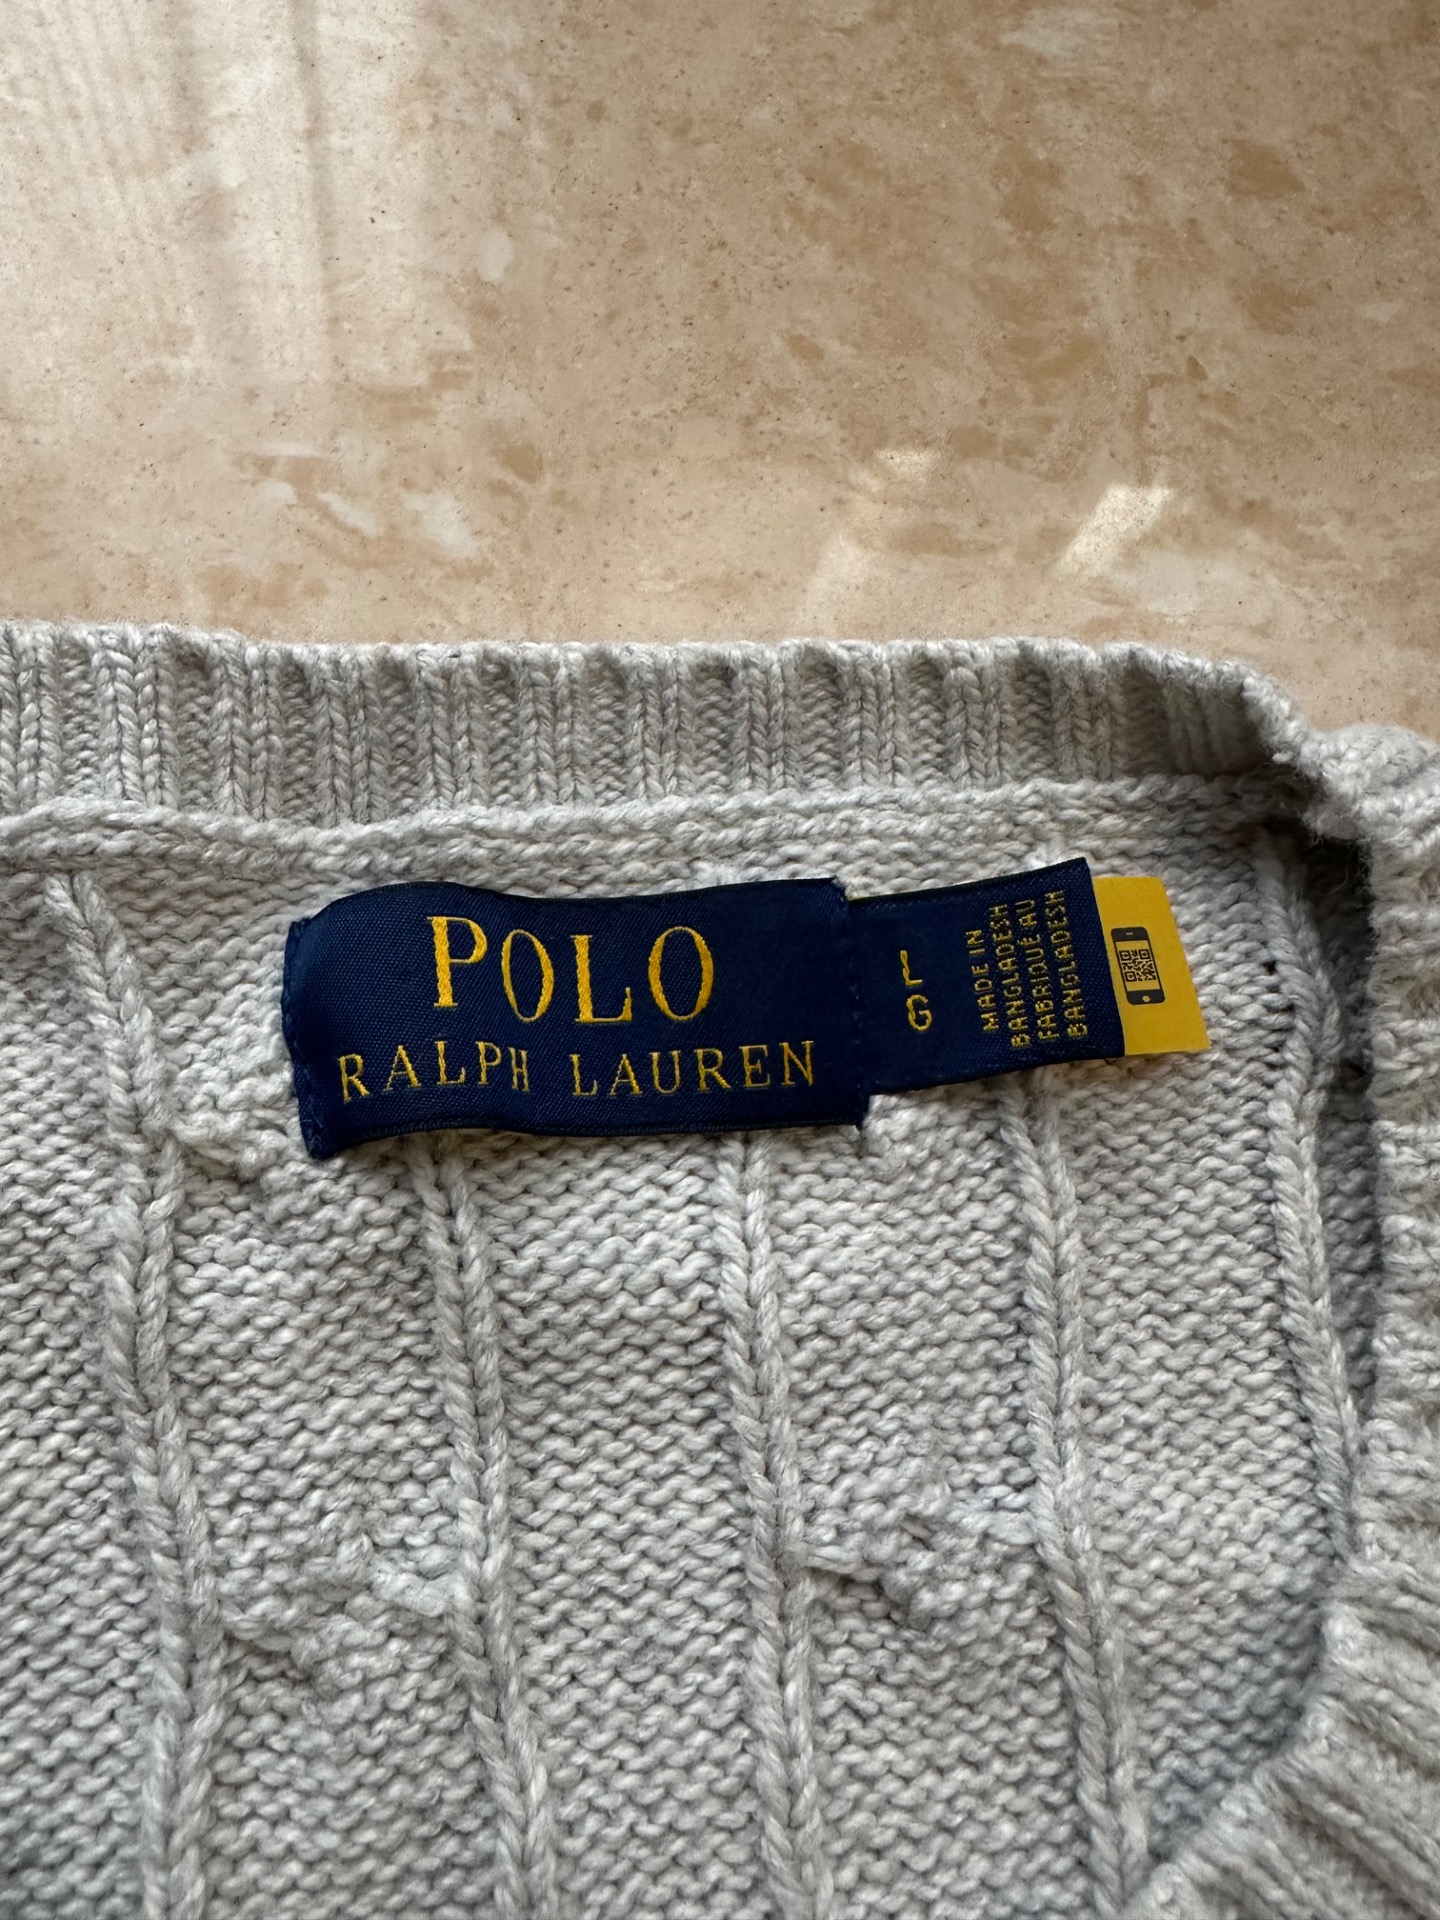 POLO
RALPH LAUREN
L
G
MADE IN
BANGLADESH
FABRIQUÉ AU
BANGLADESH